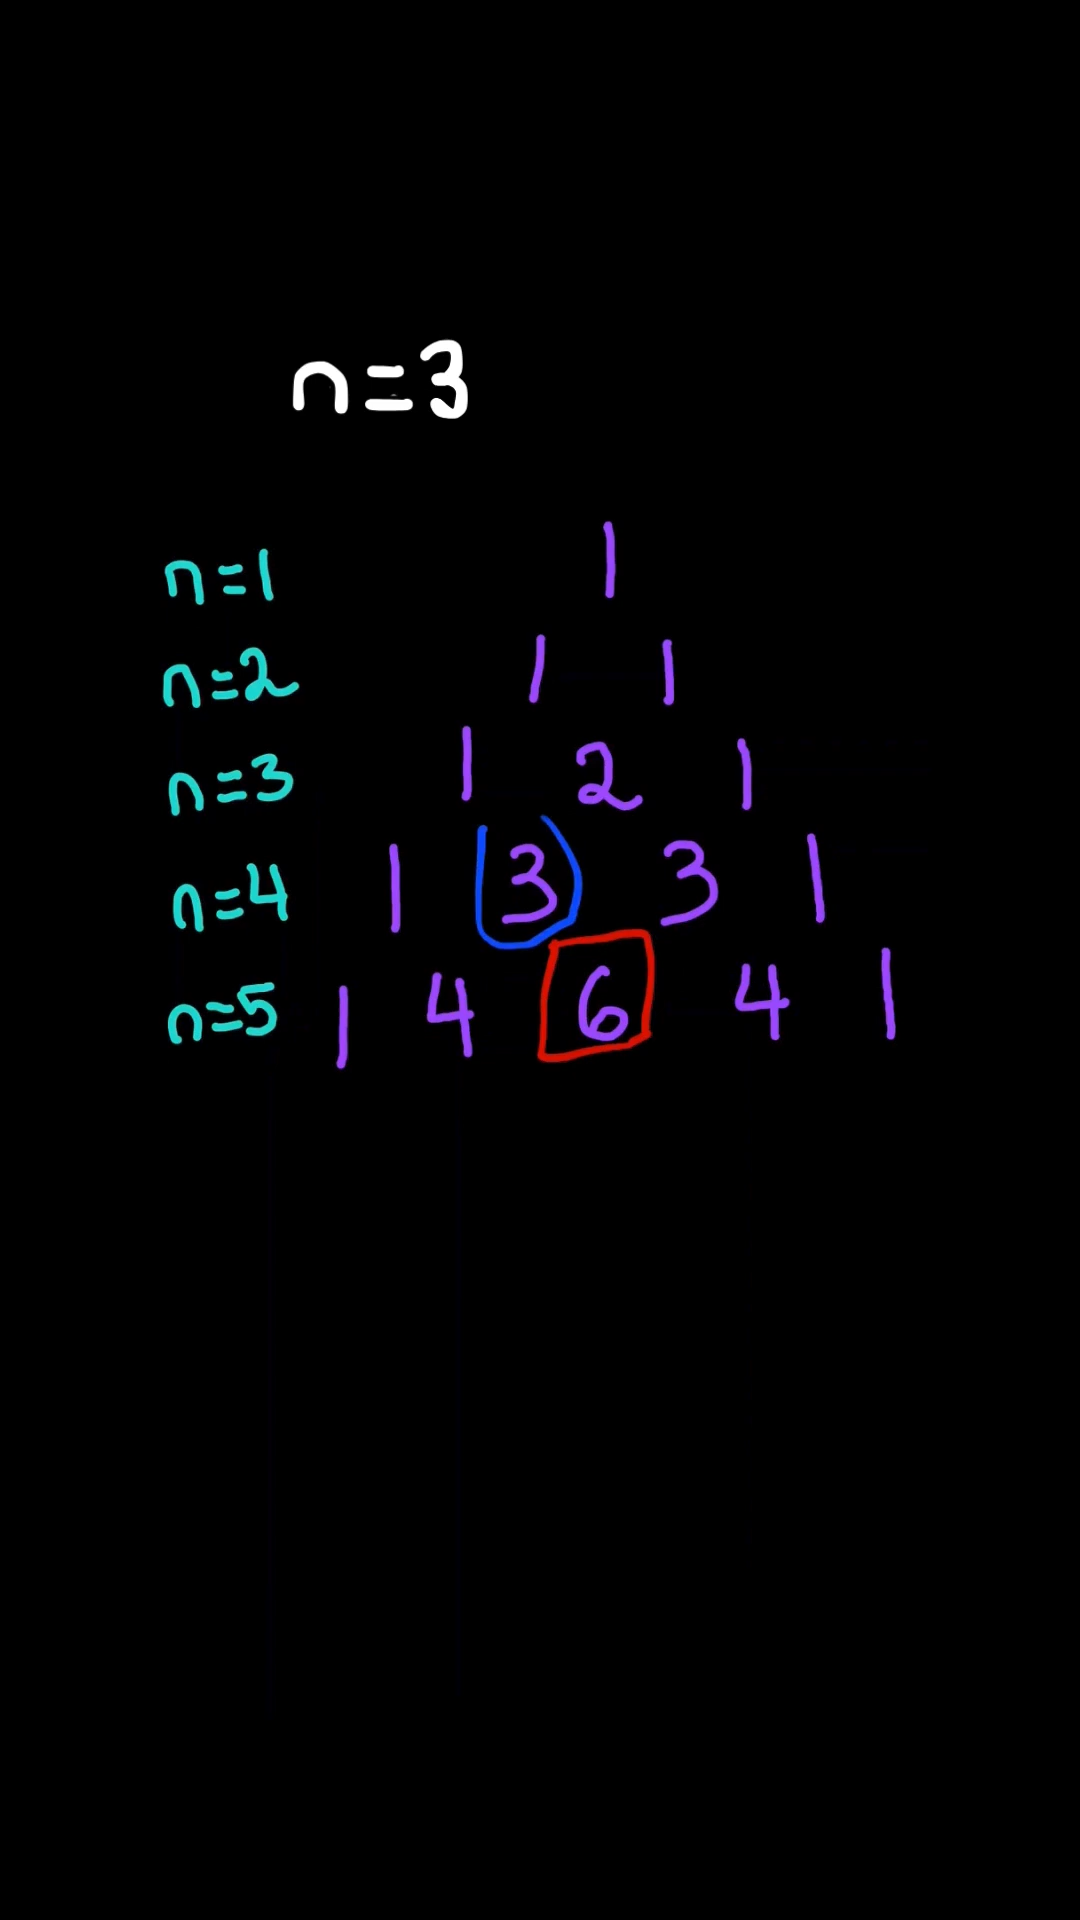 n=3
n=1 1
n=2 1 1
n=3 1 2 1
n=4 1 3 3 1
n=5 1 4 6 4 1